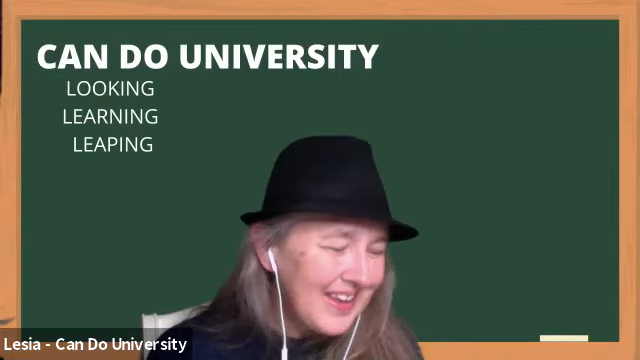 CAN DO UNIVERSITY
LOOKING
LEARNING
LEAPING
Lesia - Can Do University